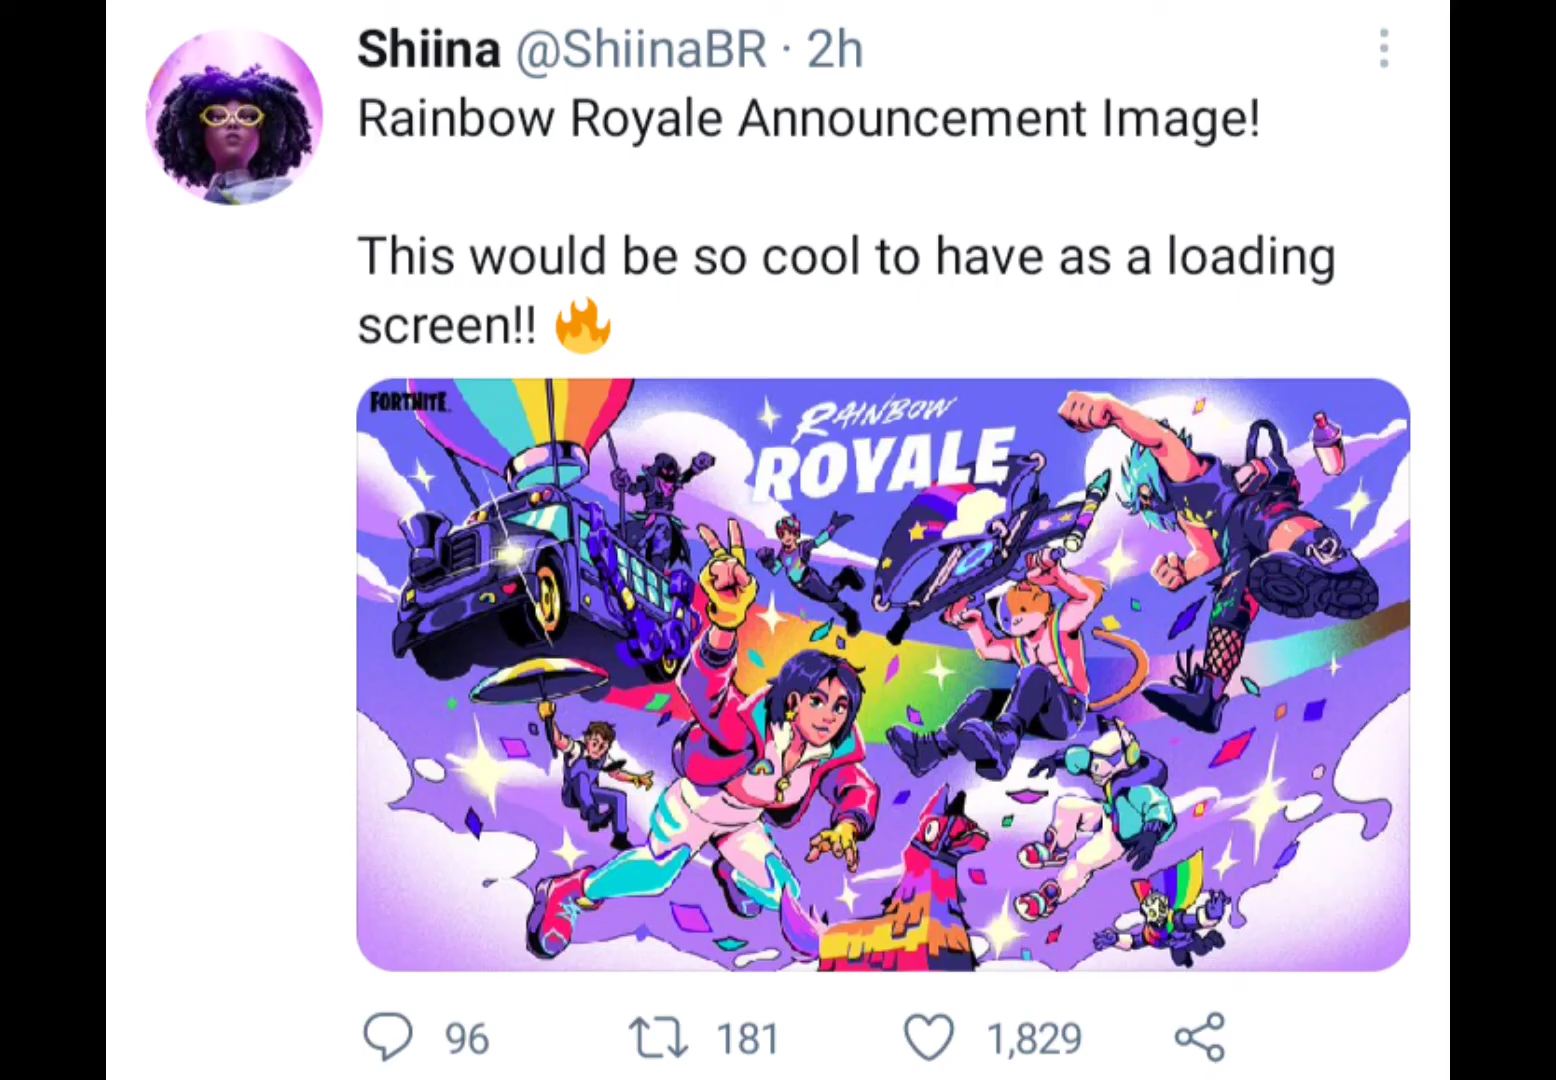 Shiina @ShiinaBR · 2h
Rainbow Royale Announcement Image!
This would be so cool to have as a loading
screen!! 🔥
FORTNITE
RAINBOW
ROYALE
96 181 1,829